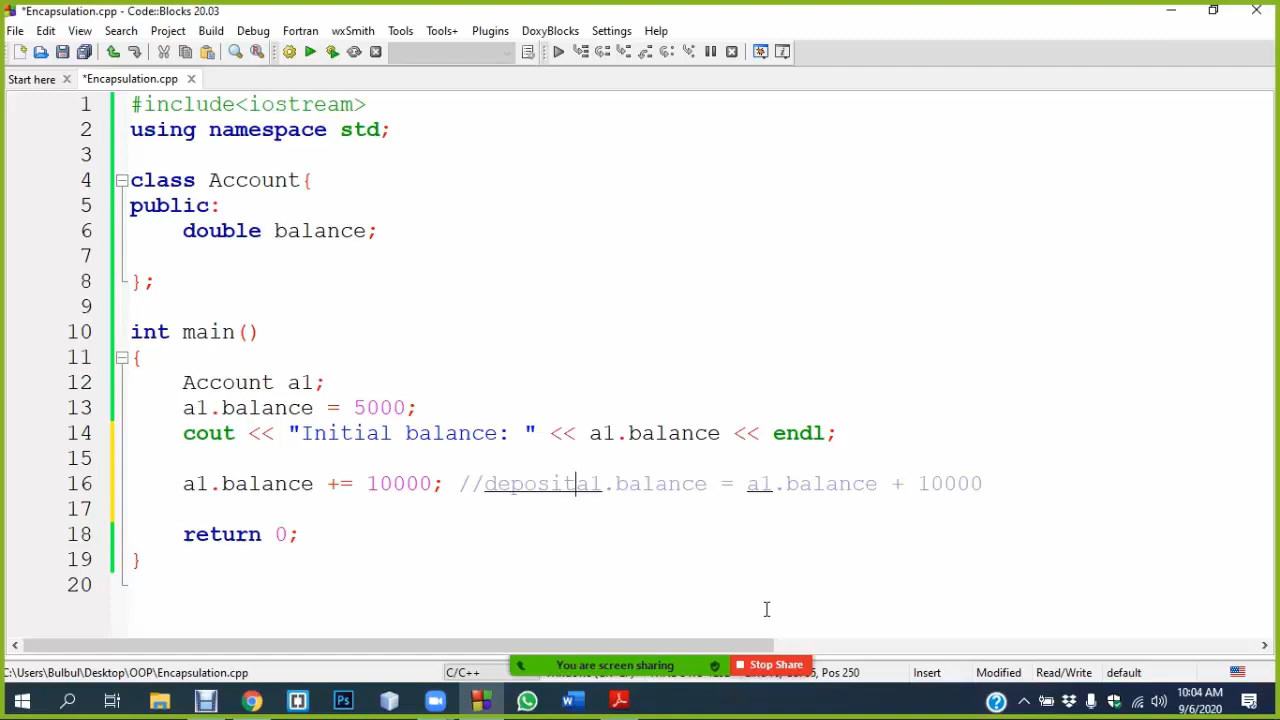 *Encapsulation.cpp - Code::Blocks 20.03
File Edit View Search Project Build Debug Fortran wxSmith Tools Tools+ Plugins DoxyBlocks Settings Help
Start here *Encapsulation.cpp
1 #include<iostream>
2 using namespace std;
3
4 class Account{
5 public:
6 double balance;
7
8 };
9
10 int main()
11 {
12 Account a1;
13 a1.balance = 5000;
14 cout << "Initial balance: " << a1.balance << endl;
15
16 a1.balance += 10000; //deposita1.balance = a1.balance + 10000
17
18 return 0;
19 }
20
C:\Users\Bulbul\Desktop\OOP\Encapsulation.cpp C/C++ Pos 250 Insert Modified Read/Write default
You are screen sharing Stop Share
10:04 AM
9/6/2020